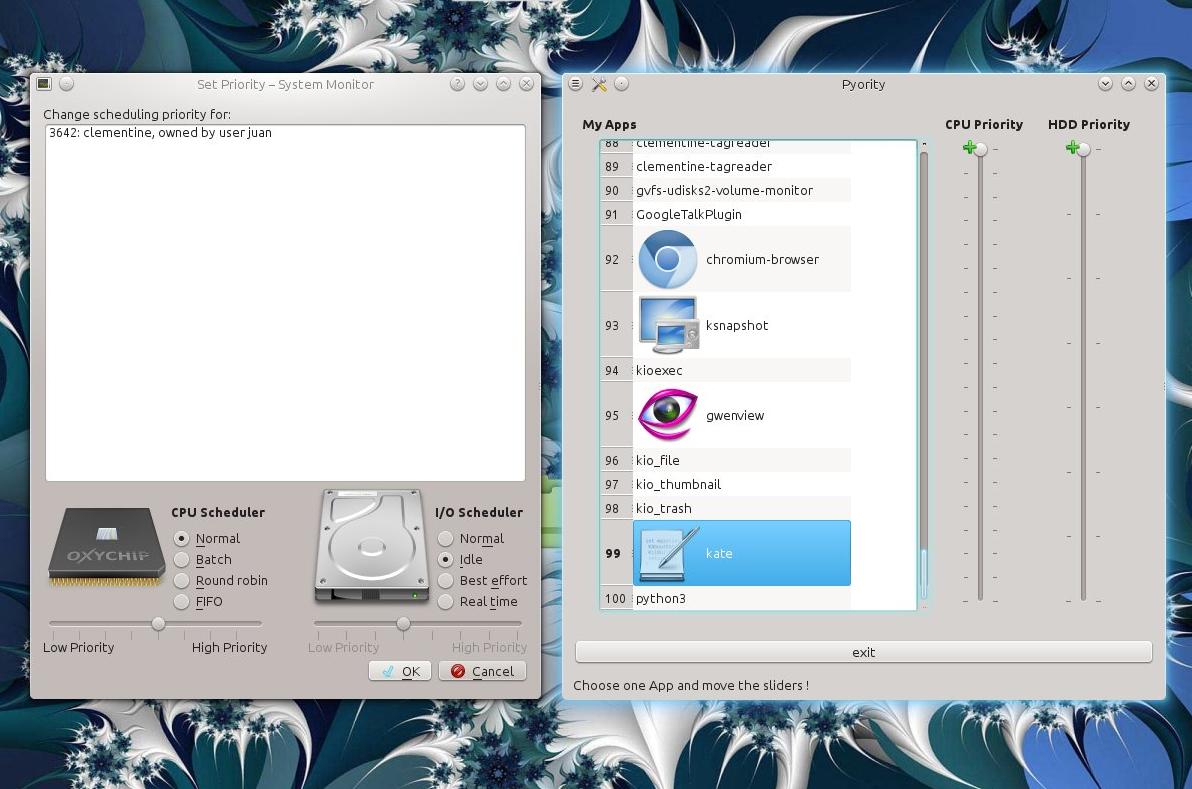 Set Priority – System Monitor
Change scheduling priority for:
3642: clementine, owned by user juan
OXYCHIP
CPU Scheduler
Normal
Batch
Round robin
FIFO
Low Priority High Priority
I/O Scheduler
Normal
Idle
Best effort
Real time
Low Priority High Priority
OK Cancel
Pyority
My Apps
CPU Priority HDD Priority
88 clementine-tagreader
89 clementine-tagreader
90 gvfs-udisks2-volume-monitor
91 GoogleTalkPlugin
92 chromium-browser
93 ksnapshot
94 kioexec
95 gwenview
96 kio_file
97 kio_thumbnail
98 kio_trash
99 kate
100 python3
exit
Choose one App and move the sliders !